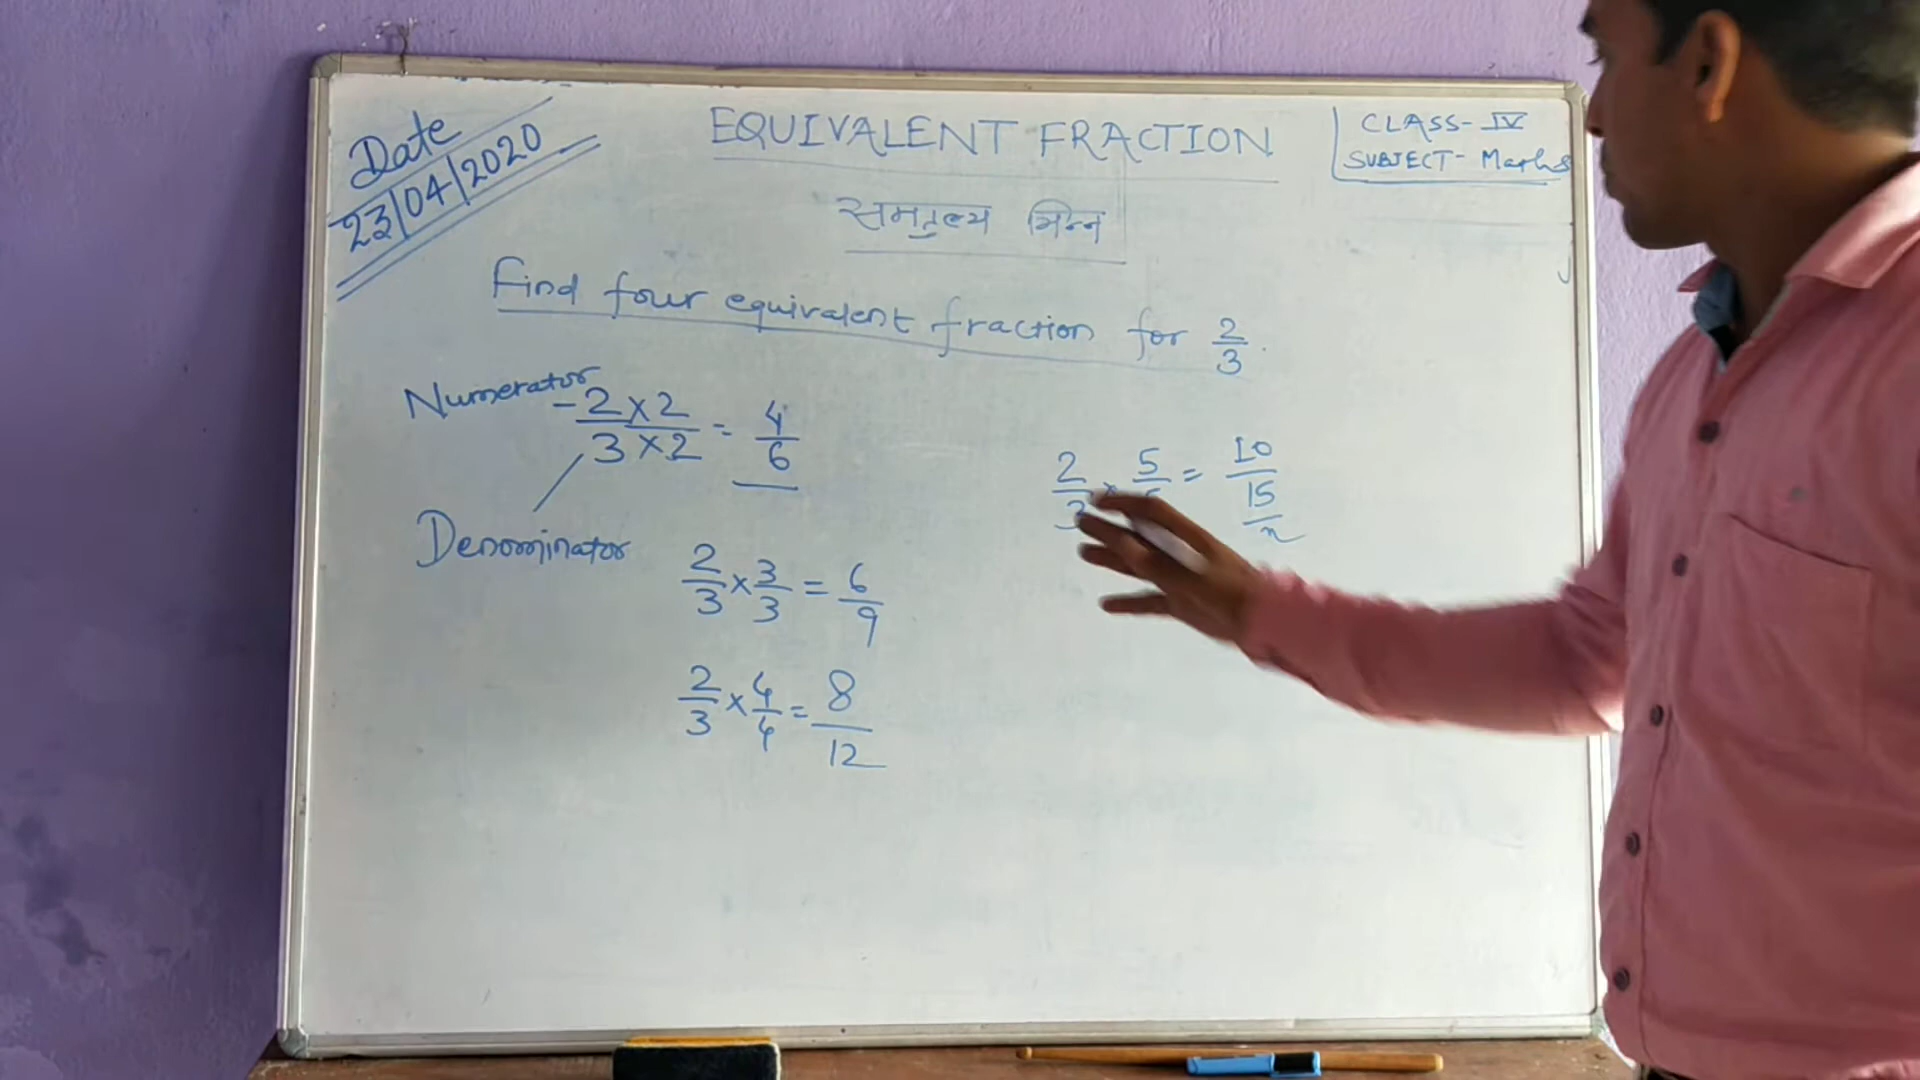 Date
23/04/2020
EQUIVALENT FRACTION
CLASS-IV
SUBJECT- Maths
समतुल्य भिन्न
Find four equivalent fraction for 2/3.
Numerator - 2×2/3×2 = 4/6
Denominator
2/3 × 3/3 = 6/9
2/3 × 4/4 = 8/12
2/3 × 5/ = 10/15